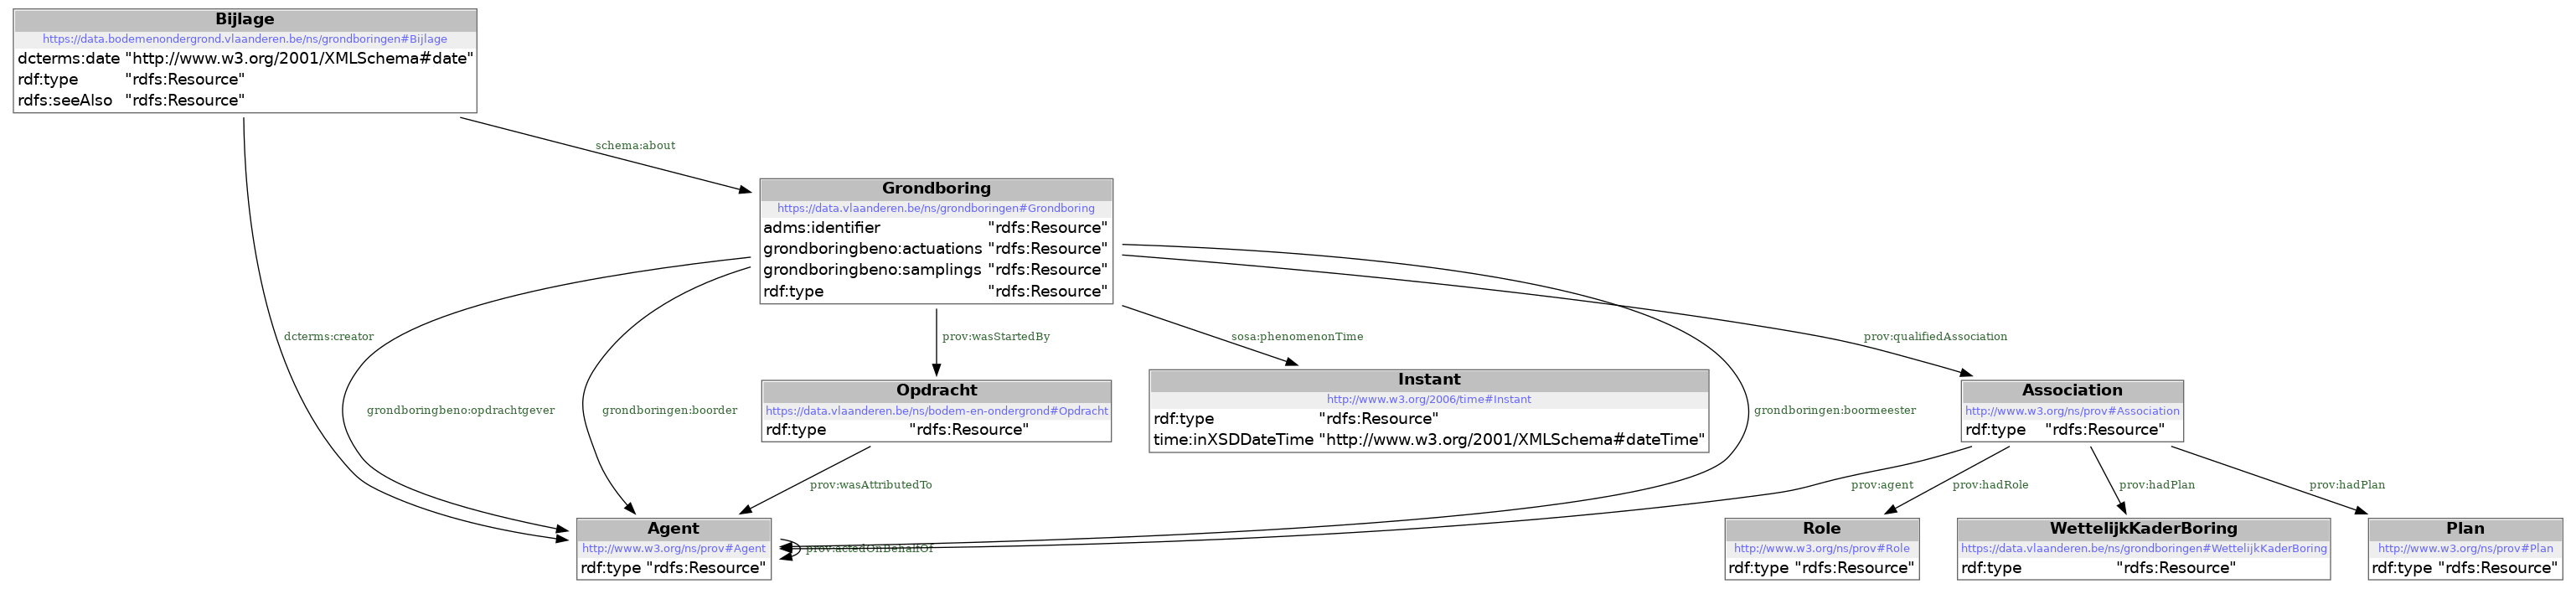 Bijlage
https://data.bodemenondergrond.vlaanderen.be/ns/grondboringen#Bijlage
dcterms:date "http://www.w3.org/2001/XMLSchema#date"
rdf:type "rdfs:Resource"
rdfs:seeAlso "rdfs:Resource"
schema:about
Grondboring
https://data.vlaanderen.be/ns/grondboringen#Grondboring
adms:identifier "rdfs:Resource"
grondboringbeno:actuations "rdfs:Resource"
grondboringbeno:samplings "rdfs:Resource"
rdf:type "rdfs:Resource"
dcterms:creator
prov:wasStartedBy
sosa:phenomenonTime
prov:qualifiedAssociation
grondboringbeno:opdrachtgever
grondboringen:boorder
Opdracht
https://data.vlaanderen.be/ns/bodem-en-ondergrond#Opdracht
rdf:type "rdfs:Resource"
Instant
http://www.w3.org/2006/time#Instant
rdf:type "rdfs:Resource"
time:inXSDDateTime "http://www.w3.org/2001/XMLSchema#dateTime"
grondboringen:boormeester
Association
http://www.w3.org/ns/prov#Association
rdf:type "rdfs:Resource"
prov:wasAttributedTo
prov:agent
prov:hadRole
prov:hadPlan
prov:hadPlan
Agent
http://www.w3.org/ns/prov#Agent
rdf:type "rdfs:Resource"
prov:actedOnBehalfOf
Role
http://www.w3.org/ns/prov#Role
rdf:type "rdfs:Resource"
WettelijkKaderBoring
https://data.vlaanderen.be/ns/grondboringen#WettelijkKaderBoring
rdf:type "rdfs:Resource"
Plan
http://www.w3.org/ns/prov#Plan
rdf:type "rdfs:Resource"